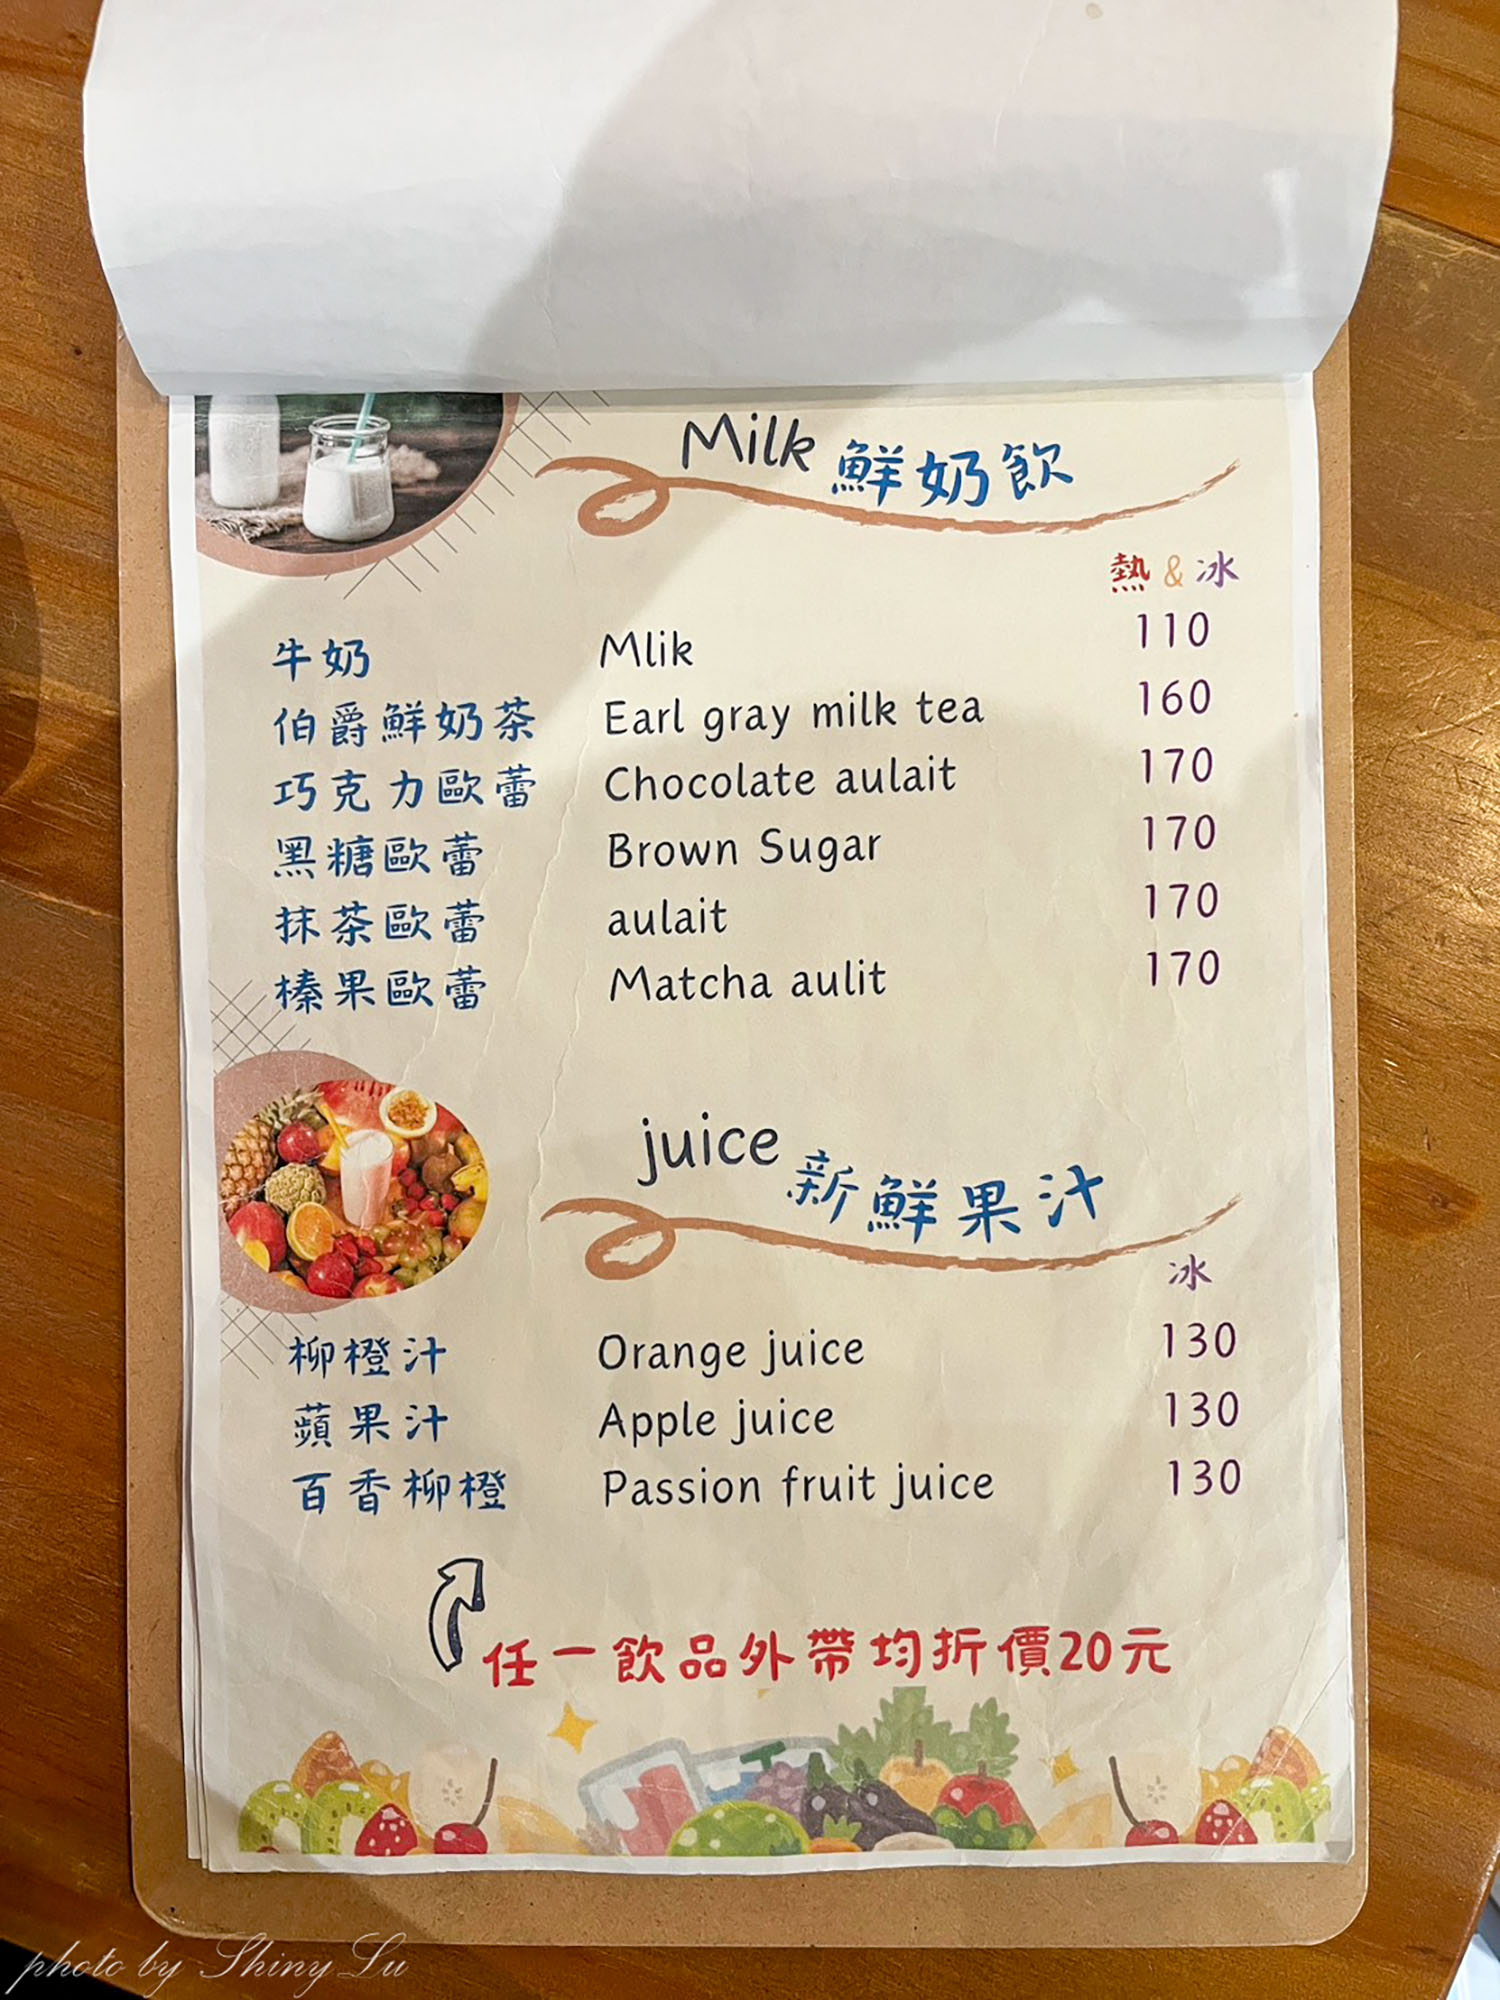 Milk 鮮奶飲
熱 & 冰
牛奶 Mlik 110
伯爵鮮奶茶 Earl gray milk tea 160
巧克力歐蕾 Chocolate aulait 170
黑糖歐蕾 Brown Sugar 170
抹茶歐蕾 aulait 170
榛果歐蕾 Matcha aulit 170
juice 新鮮果汁
冰
柳橙汁 Orange juice 130
蘋果汁 Apple juice 130
百香柳橙 Passion fruit juice 130
任一飲品外帶均折價20元
photo by Shiny Lu